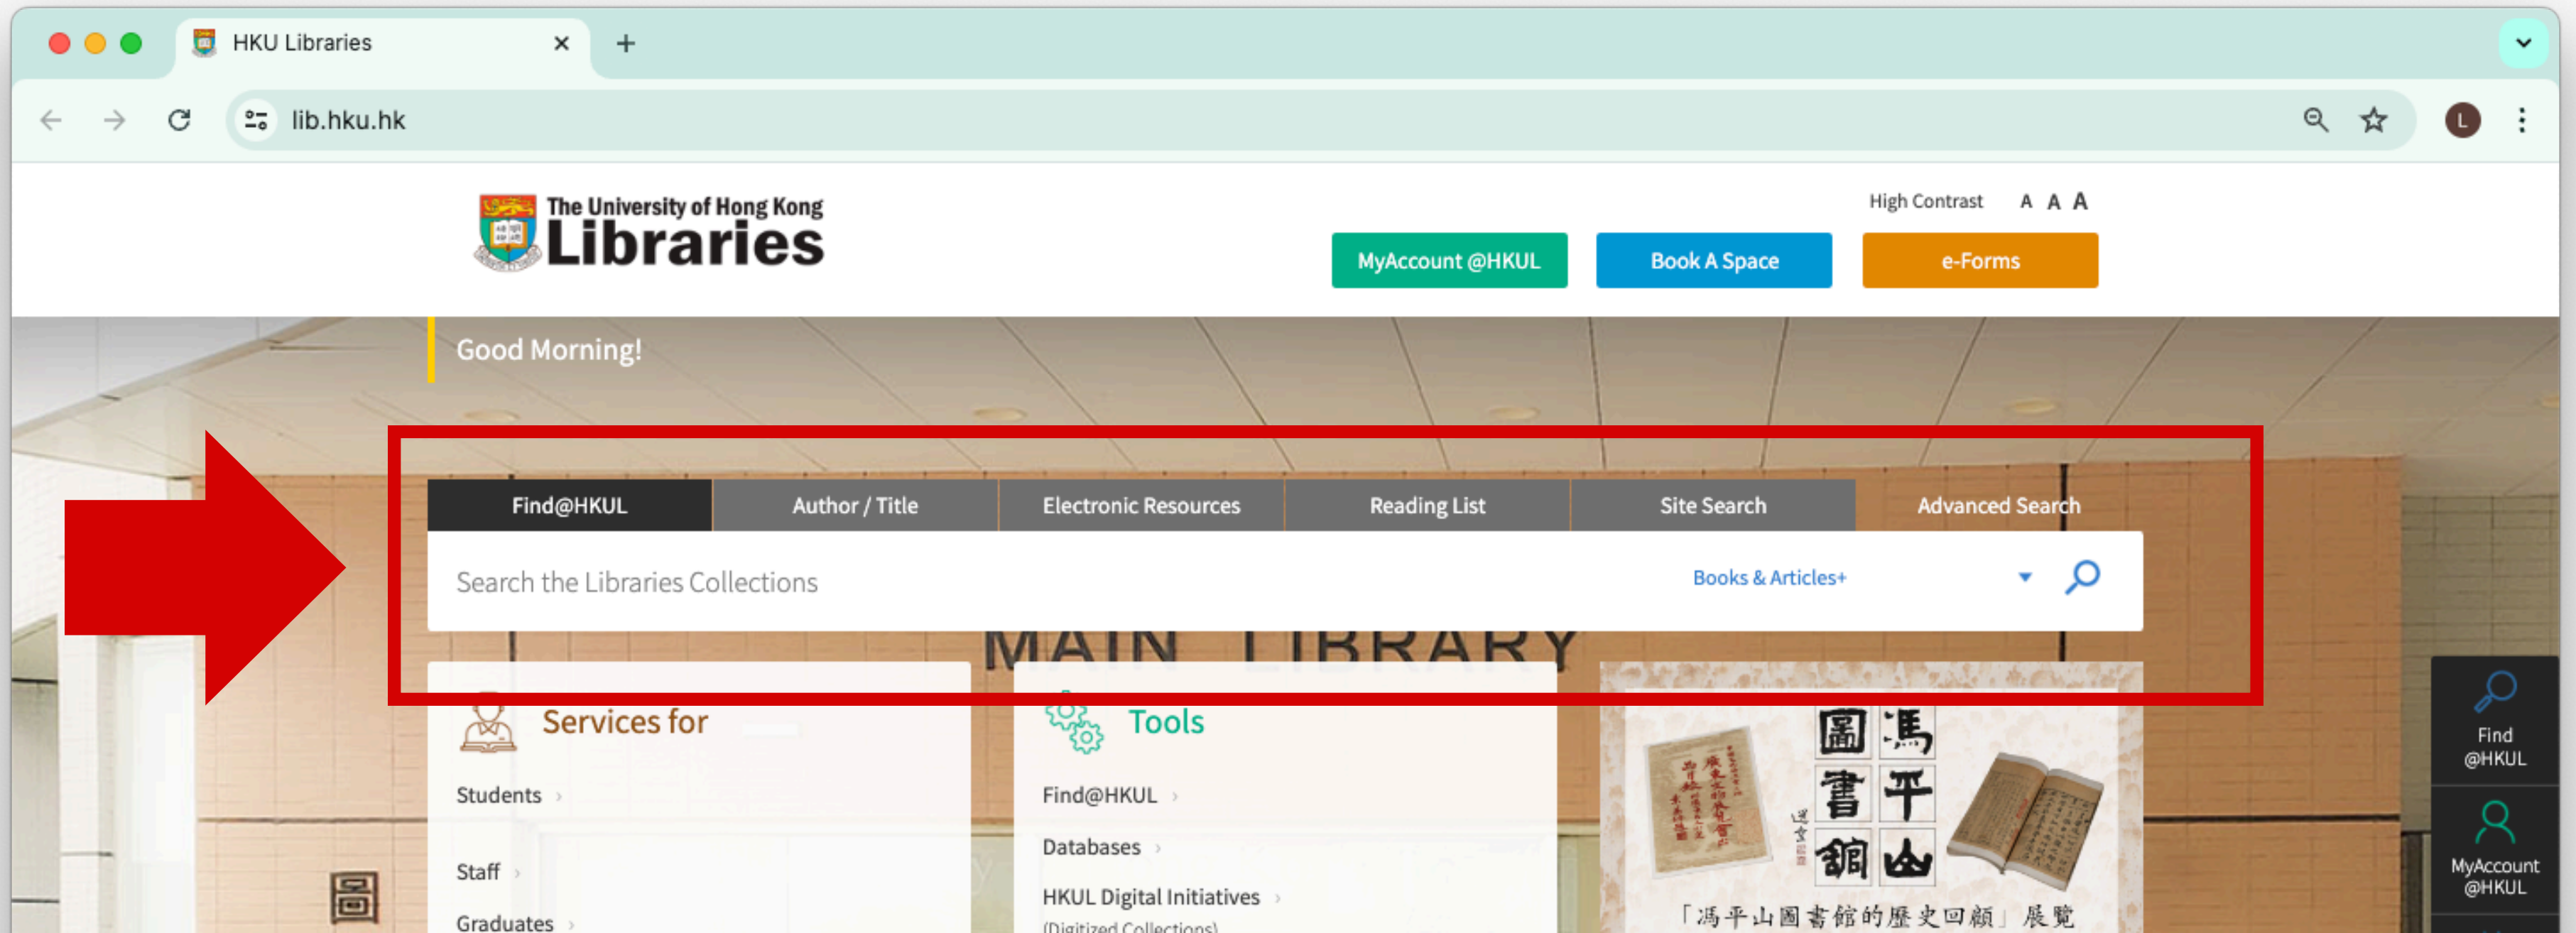 HKU Libraries
lib.hku.hk
L
The University of Hong Kong
Libraries
High Contrast A A A
MyAccount @HKUL
Book A Space
e-Forms
Good Morning!
Find@HKUL
Author / Title
Electronic Resources
Reading List
Site Search
Advanced Search
Search the Libraries Collections
Books & Articles+
MAIN LIBRARY
Services for
Students
Staff
Graduates
Tools
Find@HKUL
Databases
HKUL Digital Initiatives
(Digitized Collections)
圖 馮
書 平
館 山
「馮平山圖書館的歷史回顧」展覽
圖
Find
@HKUL
MyAccount
@HKUL